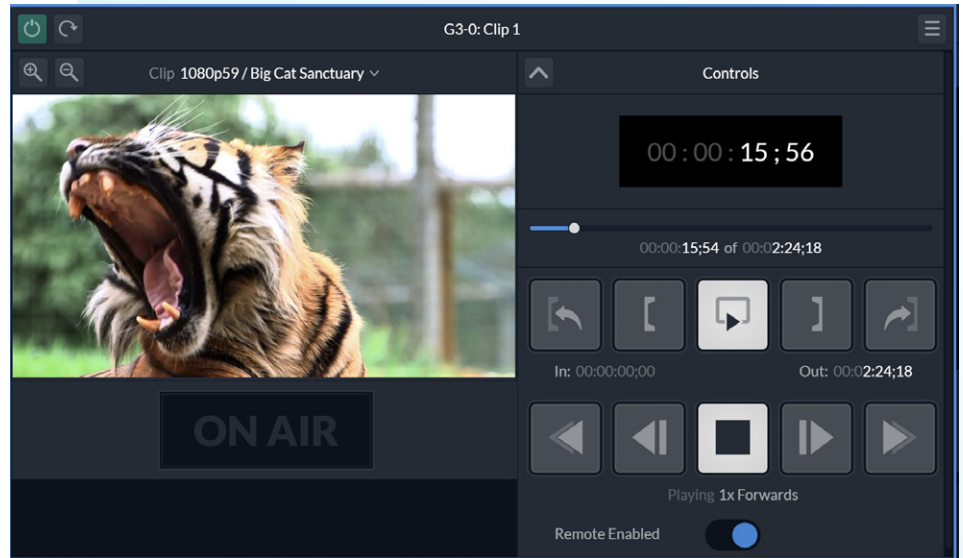 G3-0: Clip 1
Clip 1080p59 / Big Cat Sanctuary
Controls
00:00:15;56
00:00:15;54 of 00:02:24;18
In: 00:00:00;00
Out: 00:02:24;18
ON AIR
Playing 1x Forwards
Remote Enabled